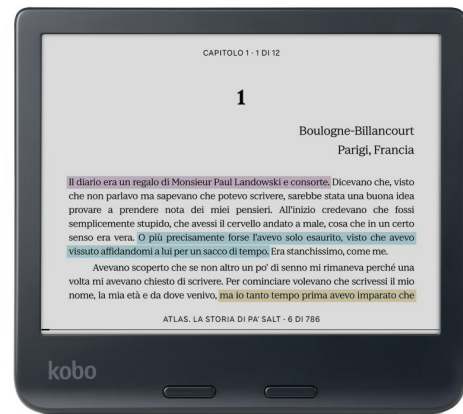 CAPITOLO 1 - 1 DI 12
1
Boulogne-Billancourt
Parigi, Francia
Il diario era un regalo di Monsieur Paul Landowski e consorte. Dicevano che, visto
che non parlavo ma sapevano che potevo scrivere, sarebbe stata una buona idea
provare a prendere nota dei miei pensieri. All'inizio credevano che fossi
semplicemente stupido, che avessi il cervello andato a male, cosa che in un certo
senso era vera. O più precisamente forse l'avevo solo esaurito, visto che avevo
vissuto affidandomi a lui per un sacco di tempo. Era stanchissimo, come me.
Avevano scoperto che se non altro un po' di senno mi rimaneva perché una
volta mi avevano chiesto di scrivere. Per cominciare volevano che scrivessi il mio
nome, la mia età e da dove venivo, ma io tanto tempo prima avevo imparato che
ATLAS. LA STORIA DI PA' SALT - 6 DI 786
kobo